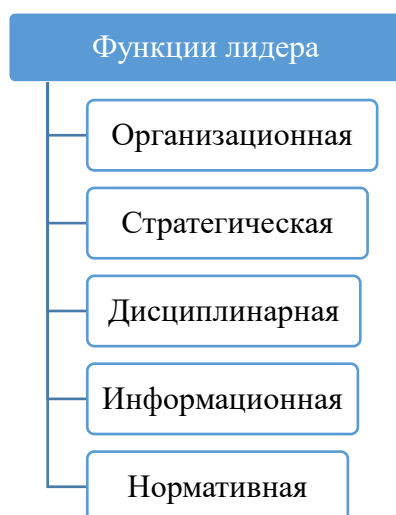 Функции лидера
Организационная
Стратегическая
Дисциплинарная
Информационная
Нормативная